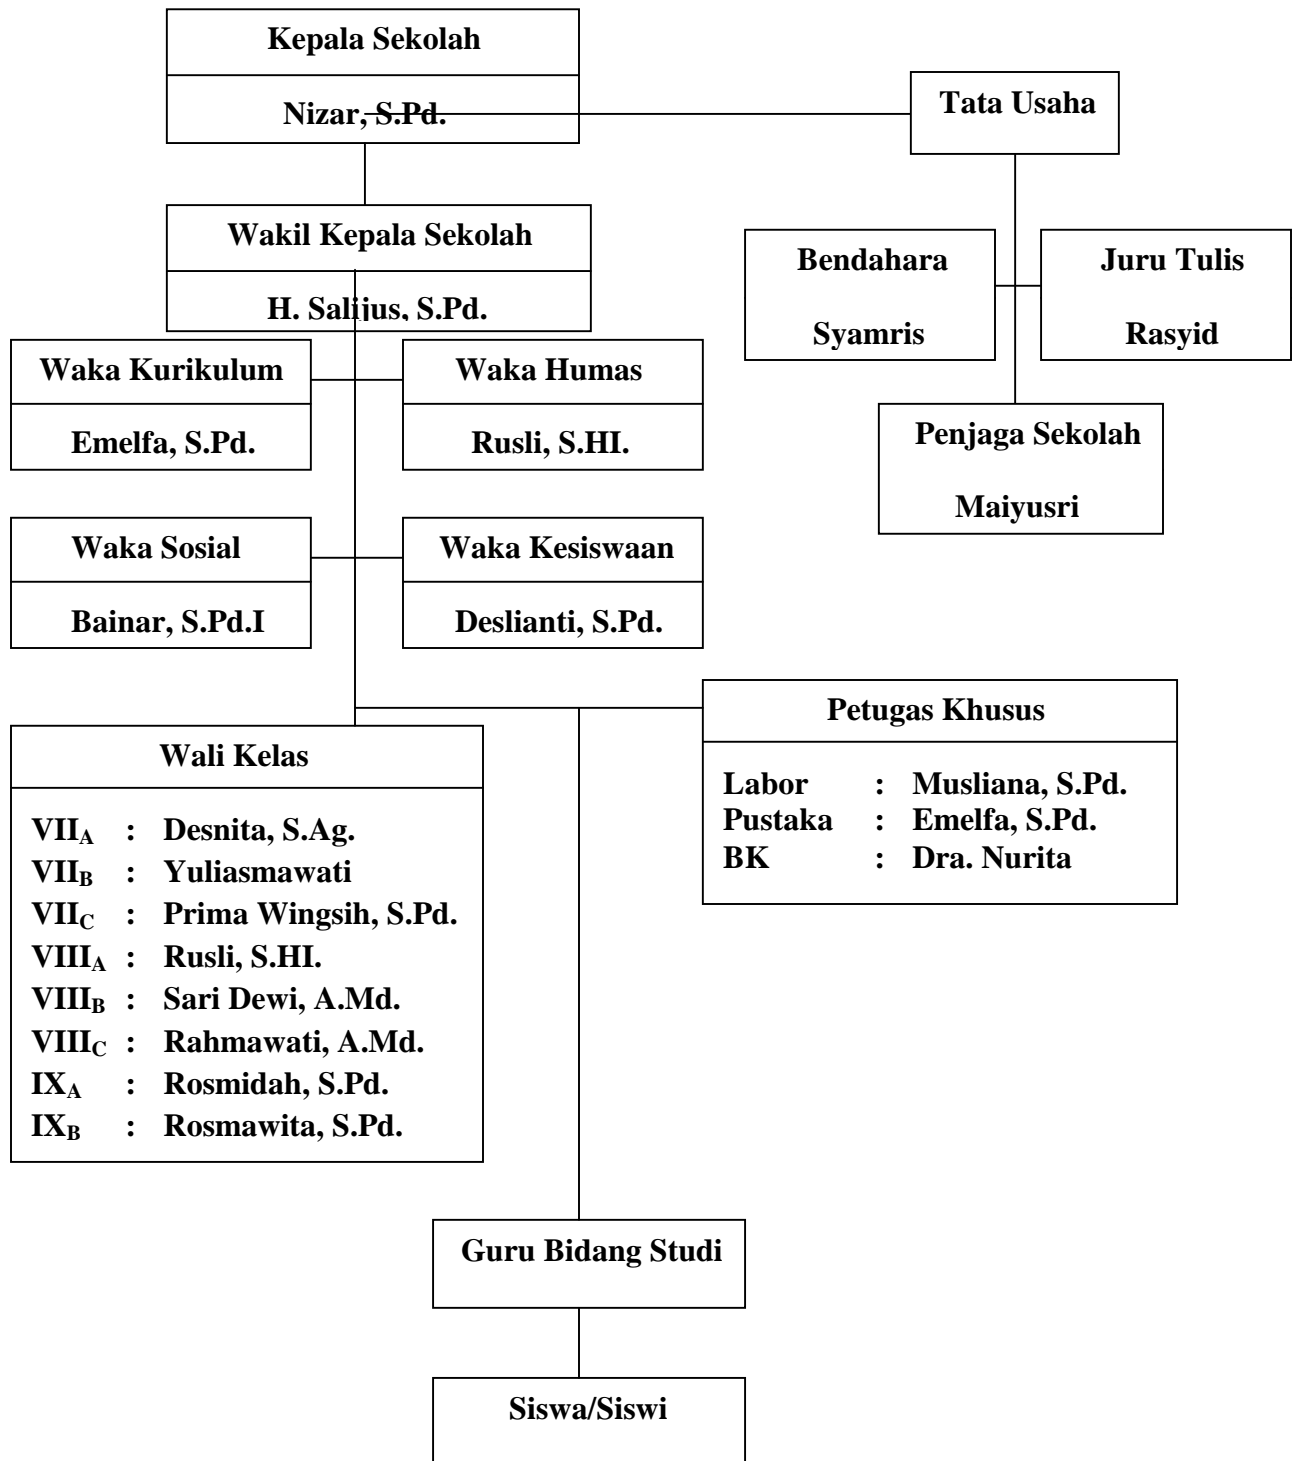 Kepala Sekolah
Nizar, S.Pd.
Tata Usaha
Wakil Kepala Sekolah
H. Salijus, S.Pd.
Bendahara
Syamris
Juru Tulis
Rasyid
Waka Kurikulum
Emelfa, S.Pd.
Waka Humas
Rusli, S.HI.
Penjaga Sekolah
Maiyusri
Waka Sosial
Bainar, S.Pd.I
Waka Kesiswaan
Deslianti, S.Pd.
Petugas Khusus
Labor : Musliana, S.Pd.
Pustaka : Emelfa, S.Pd.
BK : Dra. Nurita
Wali Kelas
VIIA : Desnita, S.Ag.
VIIB : Yuliasmawati
VIIC : Prima Wingsih, S.Pd.
VIIIA : Rusli, S.HI.
VIIIB : Sari Dewi, A.Md.
VIIIC : Rahmawati, A.Md.
IXA : Rosmidah, S.Pd.
IXB : Rosmawita, S.Pd.
Guru Bidang Studi
Siswa/Siswi